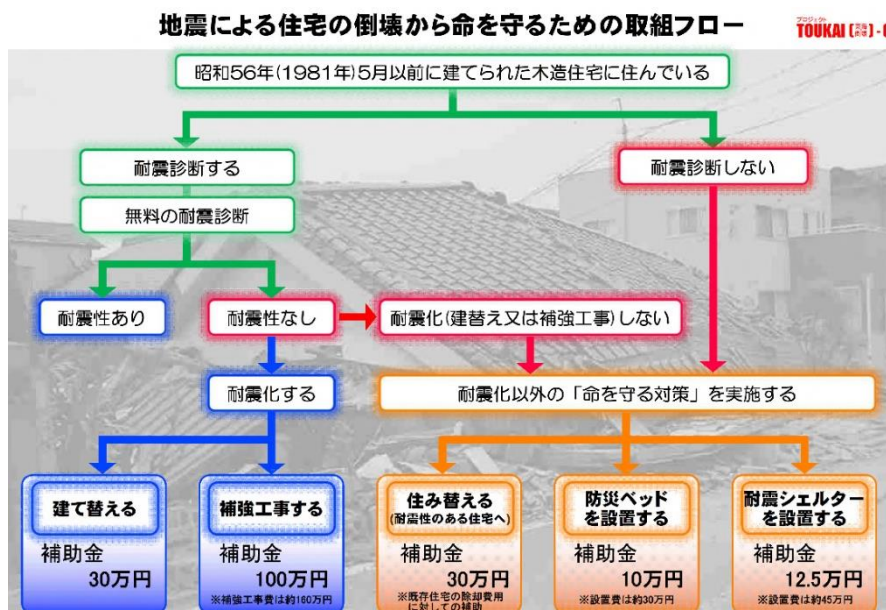 地震による住宅の倒壊から命を守るための取組フロー
プロジェクト
TOUKAI
昭和56年(1981年)5月以前に建てられた木造住宅に住んでいる
耐震診断する
耐震診断しない
無料の耐震診断
耐震性あり
耐震性なし
耐震化(建替え又は補強工事)しない
耐震化する
耐震化以外の「命を守る対策」を実施する
建て替える
補助金
30万円
補強工事する
補助金
100万円
※補強工事費は約160万円
住み替える
(耐震性のある住宅へ)
補助金
30万円
※既存住宅の除却費用
に対しての補助
防災ベッド
を設置する
補助金
10万円
※設置費は約30万円
耐震シェルター
を設置する
補助金
12.5万円
※設置費は約45万円